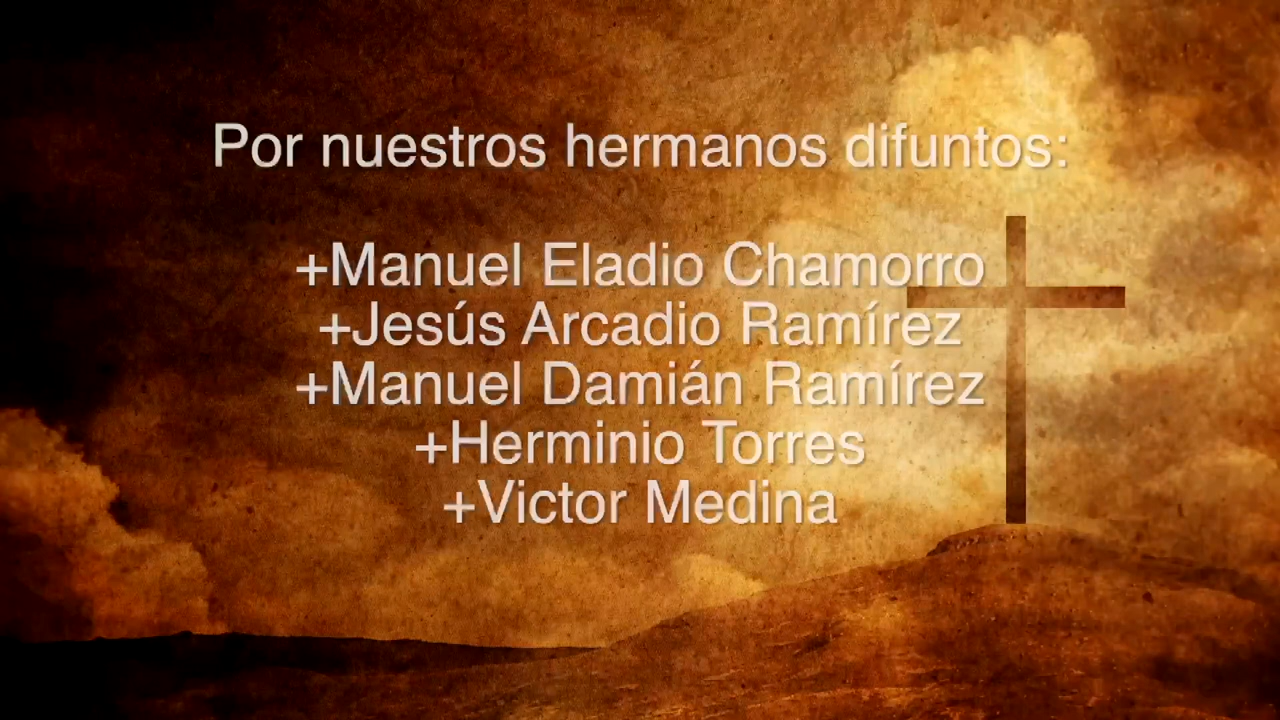 Por nuestros hermanos difuntos:
+Manuel Eladio Chamorro
+Jesús Arcadio Ramírez
+Manuel Damián Ramírez
+Herminio Torres
+Victor Medina